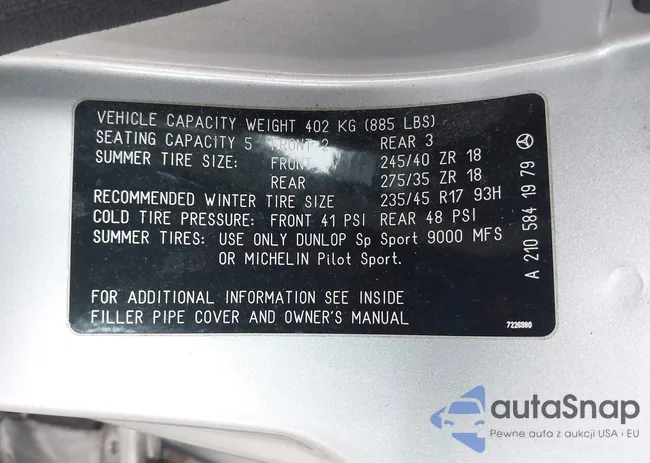 VEHICLE CAPACITY WEIGHT 402 KG (885 LBS)
SEATING CAPACITY 5 FRONT 2 REAR 3
SUMMER TIRE SIZE: FRONT 245/40 ZR 18
REAR 275/35 ZR 18
RECOMMENDED WINTER TIRE SIZE 235/45 R17 93H
COLD TIRE PRESSURE: FRONT 41 PSI REAR 48 PSI
SUMMER TIRES: USE ONLY DUNLOP Sp Sport 9000 MFS
OR MICHELIN Pilot Sport.
FOR ADDITIONAL INFORMATION SEE INSIDE
FILLER PIPE COVER AND OWNER'S MANUAL
7226990
A 210 584 19 79
autaSnap
Pewne auta z aukcji USA i EU